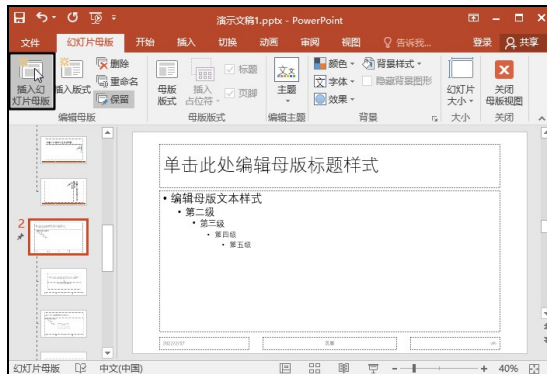 演示文稿1.pptx - PowerPoint
文件 幻灯片母版 开始 插入 切换 动画 审阅 视图 告诉我... 登录 共享
插入幻灯片母版
插入版式
删除
重命名
保留
编辑母版
母版版式
插入占位符
标题
页脚
母版版式
主题
编辑主题
颜色
字体
效果
背景样式
隐藏背景图形
背景
幻灯片大小
大小
关闭母版视图
关闭
2
单击此处编辑母版标题样式
• 编辑母版文本样式
• 第二级
• 第三级
• 第四级
• 第五级
页脚
幻灯片母版 中文(中国) 40%